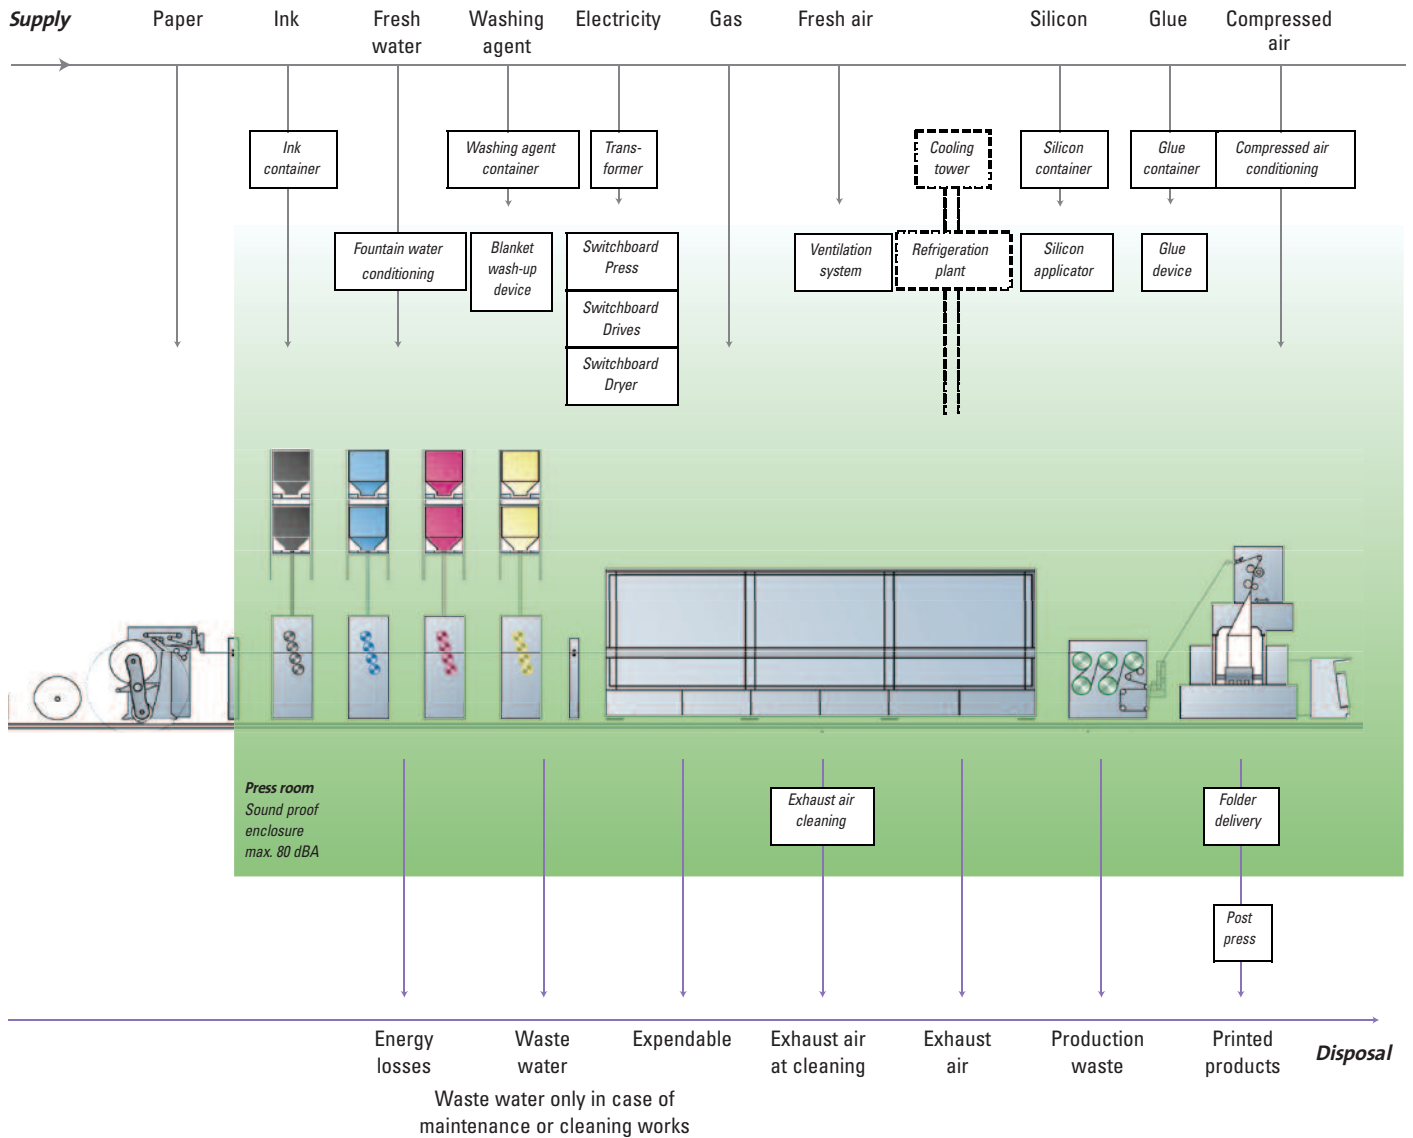 Supply
Paper
Ink
Fresh
water
Washing
agent
Electricity
Gas
Fresh air
Silicon
Glue
Compressed
air
Ink
container
Washing agent
container
Trans-
former
Cooling
tower
Silicon
container
Glue
container
Compressed air
conditioning
Fountain water
conditioning
Blanket
wash-up
device
Switchboard
Press
Switchboard
Drives
Switchboard
Dryer
Ventilation
system
Refrigeration
plant
Silicon
applicator
Glue
device
Press room
Sound proof
enclosure
max. 80 dBA
Exhaust air
cleaning
Folder
delivery
Post
press
Energy
losses
Waste
water
Expendable
Exhaust air
at cleaning
Exhaust
air
Production
waste
Printed
products
Disposal
Waste water only in case of
maintenance or cleaning works